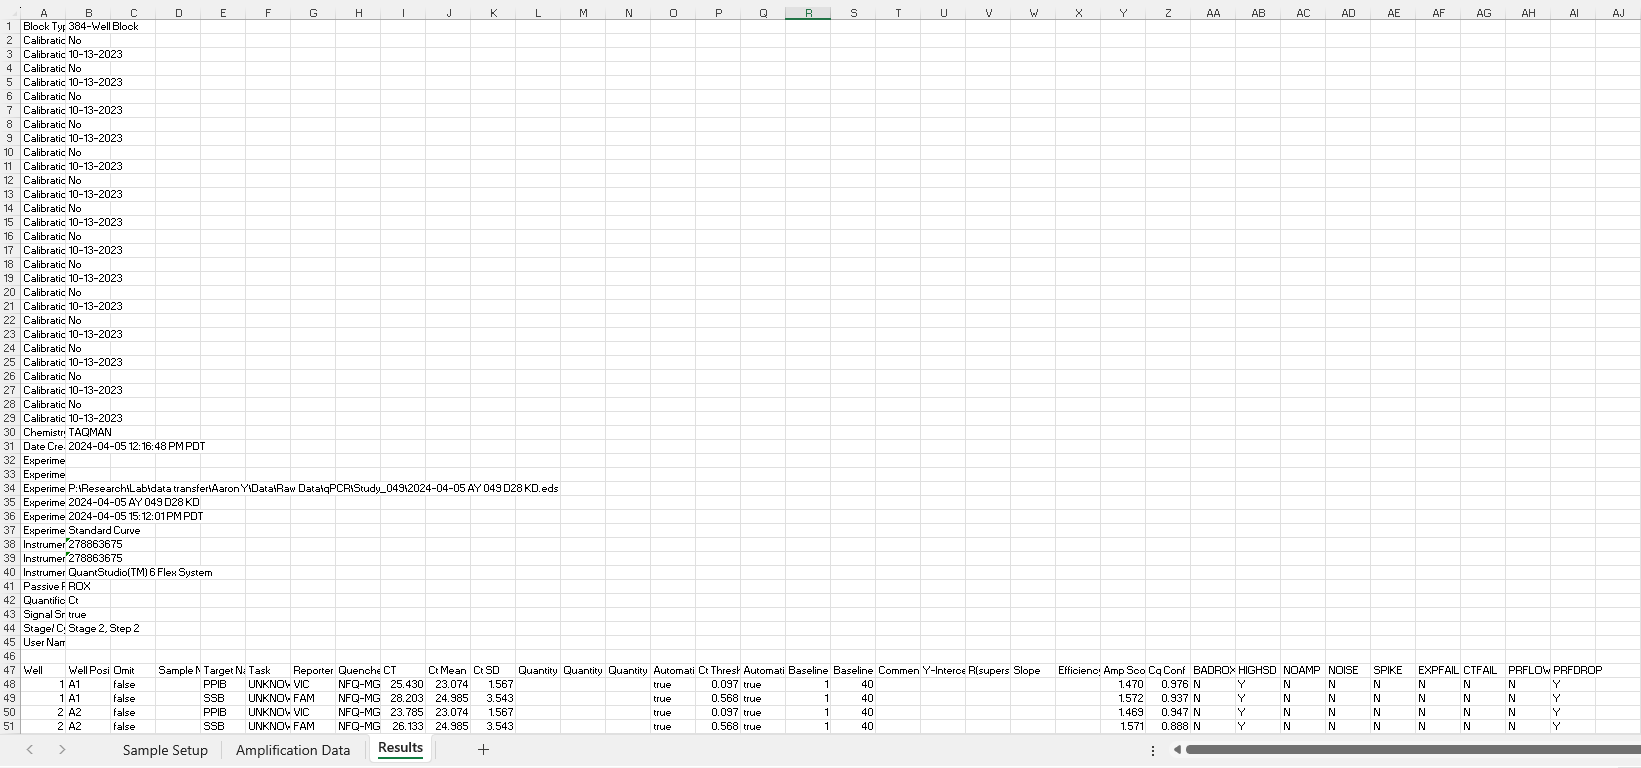 A B C D E F G H I J K L M N O P Q R S T U V W X Y Z AA AB AC AD AE AF AG AH AI AJ
1 Block Typ 384-Well Block
2 Calibratic No
3 Calibratic 10-13-2023
4 Calibratic No
5 Calibratic 10-13-2023
6 Calibratic No
7 Calibratic 10-13-2023
8 Calibratic No
9 Calibratic 10-13-2023
10 Calibratic No
11 Calibratic 10-13-2023
12 Calibratic No
13 Calibratic 10-13-2023
14 Calibratic No
15 Calibratic 10-13-2023
16 Calibratic No
17 Calibratic 10-13-2023
18 Calibratic No
19 Calibratic 10-13-2023
20 Calibratic No
21 Calibratic 10-13-2023
22 Calibratic No
23 Calibratic 10-13-2023
24 Calibratic No
25 Calibratic 10-13-2023
26 Calibratic No
27 Calibratic 10-13-2023
28 Calibratic No
29 Calibratic 10-13-2023
30 Chemistr TAQMAN
31 Date Cre 2024-04-05 12:16:48 PM PDT
32 Experime
33 Experime
34 Experime P:\Research\Lab\data transfer\Aaron Y\Data\Raw Data\qPCR\Study_049\2024-04-05 AY 049 D28 KD.eds
35 Experime 2024-04-05 AY 049 D28 KD
36 Experime 2024-04-05 15:12:01 PM PDT
37 Experime Standard Curve
38 Instrumer 278863675
39 Instrumer 278863675
40 Instrumer QuantStudio(TM) 6 Flex System
41 Passive F ROX
42 Quantific Ct
43 Signal Sm true
44 Stage/ Cy Stage 2, Step 2
45 User Nam
46
47 Well Well Posi Omit Sample N Target Na Task Reporter Quenche CT Ct Mean Ct SD Quantity Quantity Quantity Automati Ct Thresh Automati Baseline Baseline Commen Y-Interce R(supers Slope Efficiency Amp Sco Cq Conf BADROX HIGHSD NOAMP NOISE SPIKE EXPFAIL CTFAIL PRFLOW PRFDROP
48 1 A1 false PPIB UNKNOW VIC NFQ-MG 25.430 23.074 1.567 true 0.097 true 1 40 1.470 0.976 N Y N N N N N N Y
49 1 A1 false SSB UNKNOW FAM NFQ-MG 28.203 24.985 3.543 true 0.568 true 1 40 1.572 0.937 N Y N N N N N N Y
50 2 A2 false PPIB UNKNOW VIC NFQ-MG 23.785 23.074 1.567 true 0.097 true 1 40 1.469 0.947 N Y N N N N N N Y
51 2 A2 false SSB UNKNOW FAM NFQ-MG 26.133 24.985 3.543 true 0.568 true 1 40 1.571 0.888 N Y N N N N N N Y
Sample Setup Amplification Data Results